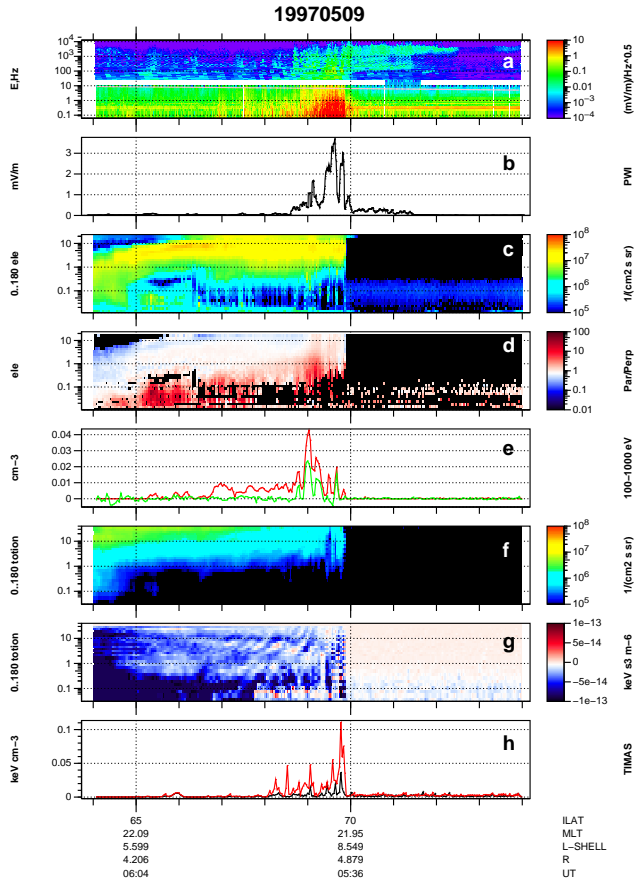 19970509
E,Hz
10⁴
10³
100
10
1
0.1
a
10
1
0.1
10⁻²
10⁻³
10⁻⁴
(mV/m)/Hz^0.5
mV/m
3
2
1
0
b
PWI
0..180 ele
10
1
0.1
c
10⁸
10⁷
10⁶
10⁵
1/(cm2 s sr)
ele
10
1
0.1
d
100
10
1
0.1
0.01
Par/Perp
cm−3
0.04
0.03
0.02
0.01
0
e
100−1000 eV
0..180 totion
10
1
0.1
f
10⁸
10⁷
10⁶
10⁵
1/(cm2 s sr)
0..180 totion
10
1
0.1
g
1e−13
5e−14
0
−5e−14
−1e−13
keV s3 m−6
keV cm−3
0.1
0.05
0
h
TIMAS
65 70 ILAT
22.09 21.95 MLT
5.599 8.549 L−SHELL
4.206 4.879 R
06:04 05:36 UT